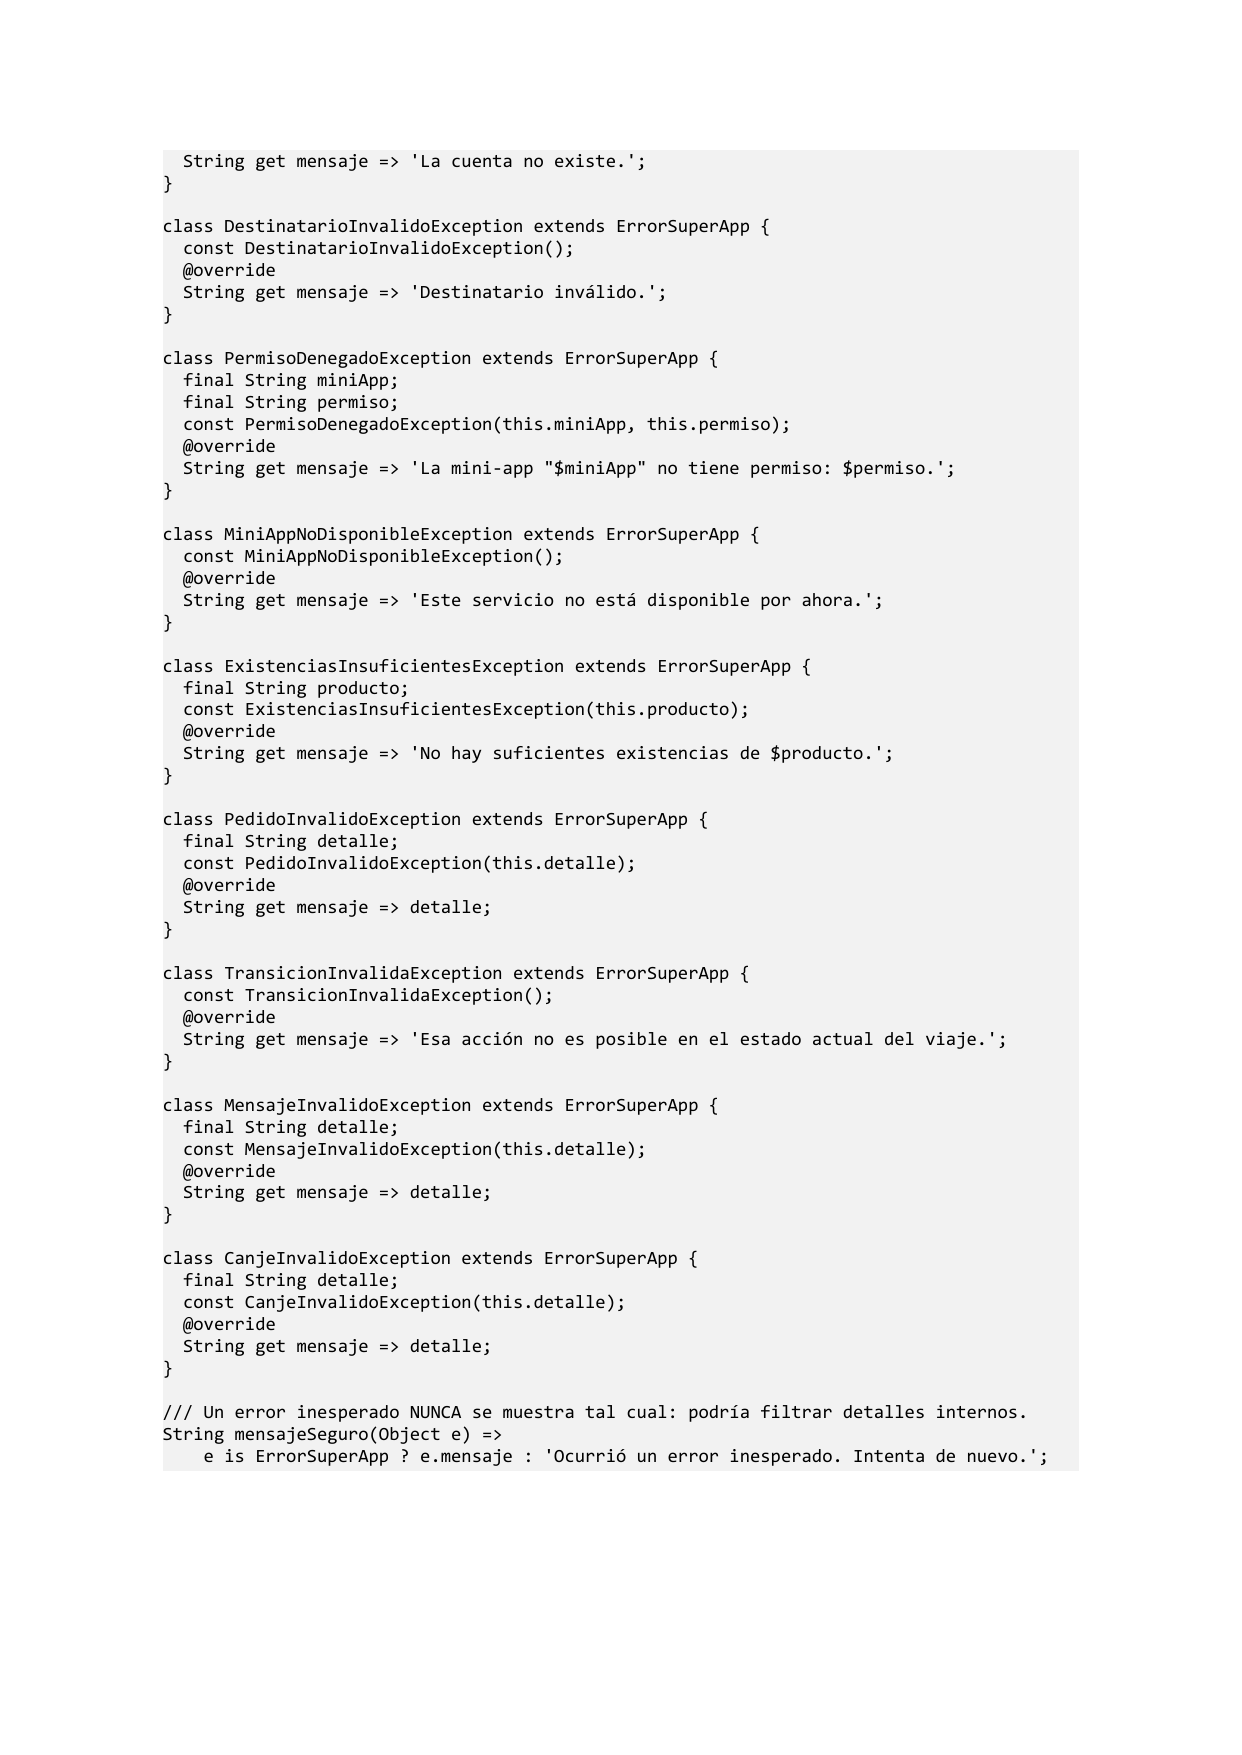 String get mensaje => 'La cuenta no existe.';
}

class DestinatarioInvalidoException extends ErrorSuperApp {
  const DestinatarioInvalidoException();
  @override
  String get mensaje => 'Destinatario inválido.';
}

class PermisoDenegadoException extends ErrorSuperApp {
  final String miniApp;
  final String permiso;
  const PermisoDenegadoException(this.miniApp, this.permiso);
  @override
  String get mensaje => 'La mini-app "$miniApp" no tiene permiso: $permiso.';
}

class MiniAppNoDisponibleException extends ErrorSuperApp {
  const MiniAppNoDisponibleException();
  @override
  String get mensaje => 'Este servicio no está disponible por ahora.';
}

class ExistenciasInsuficientesException extends ErrorSuperApp {
  final String producto;
  const ExistenciasInsuficientesException(this.producto);
  @override
  String get mensaje => 'No hay suficientes existencias de $producto.';
}

class PedidoInvalidoException extends ErrorSuperApp {
  final String detalle;
  const PedidoInvalidoException(this.detalle);
  @override
  String get mensaje => detalle;
}

class TransicionInvalidaException extends ErrorSuperApp {
  const TransicionInvalidaException();
  @override
  String get mensaje => 'Esa acción no es posible en el estado actual del viaje.';
}

class MensajeInvalidoException extends ErrorSuperApp {
  final String detalle;
  const MensajeInvalidoException(this.detalle);
  @override
  String get mensaje => detalle;
}

class CanjeInvalidoException extends ErrorSuperApp {
  final String detalle;
  const CanjeInvalidoException(this.detalle);
  @override
  String get mensaje => detalle;
}

/// Un error inesperado NUNCA se muestra tal cual: podría filtrar detalles internos.
String mensajeSeguro(Object e) =>
    e is ErrorSuperApp ? e.mensaje : 'Ocurrió un error inesperado. Intenta de nuevo.';